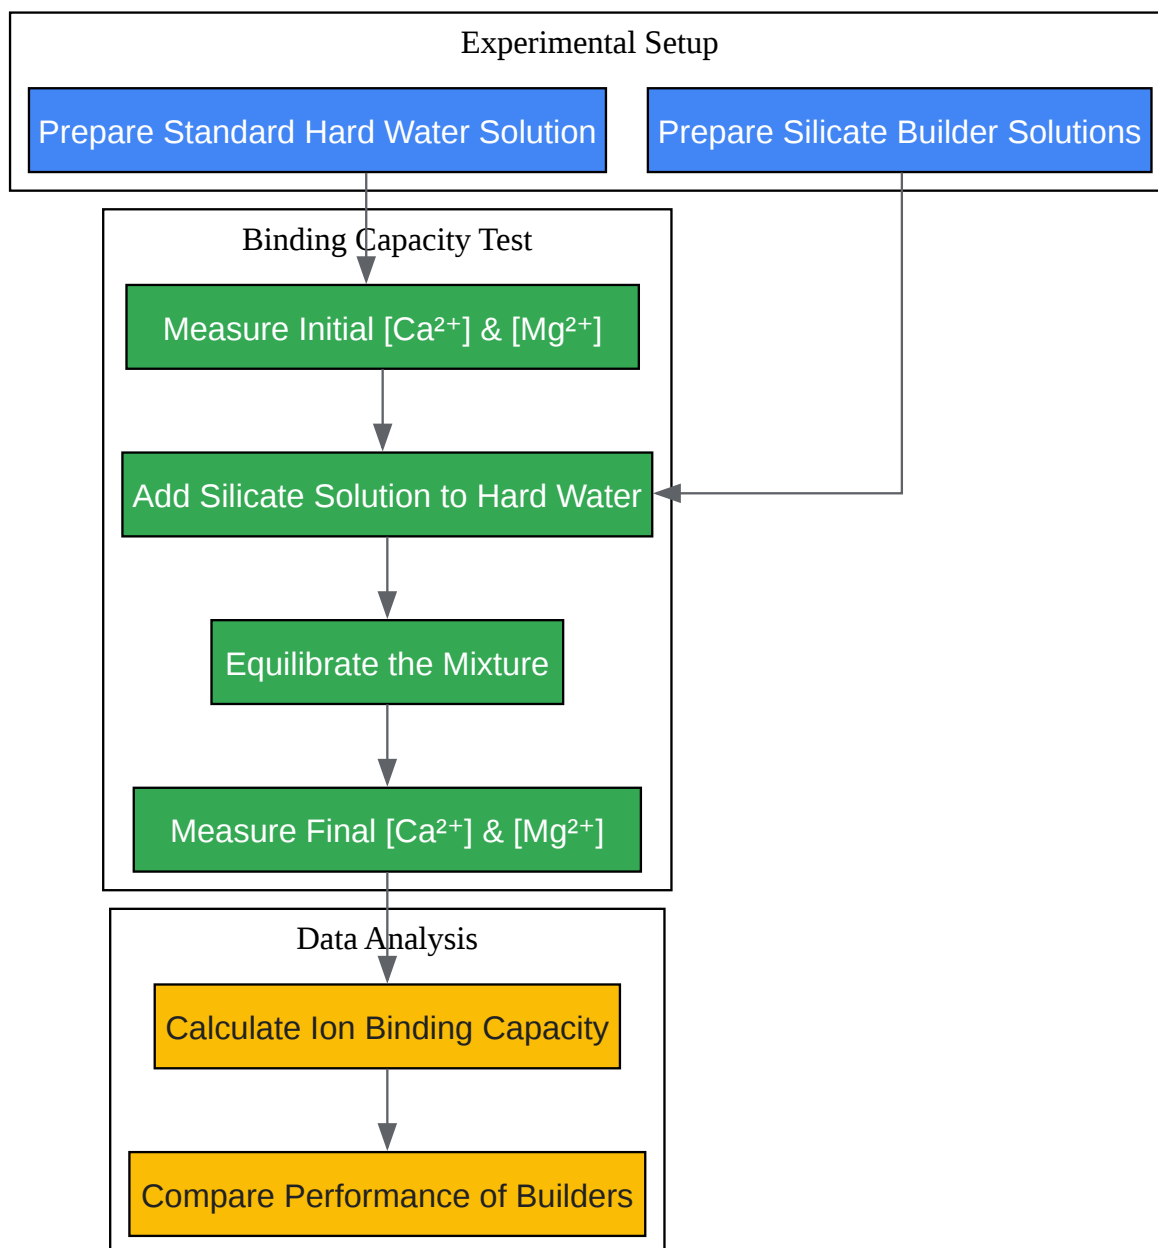 Experimental Setup
Prepare Standard Hard Water Solution
Prepare Silicate Builder Solutions
Binding Capacity Test
Measure Initial [Ca²⁺] & [Mg²⁺]
Add Silicate Solution to Hard Water
Equilibrate the Mixture
Measure Final [Ca²⁺] & [Mg²⁺]
Data Analysis
Calculate Ion Binding Capacity
Compare Performance of Builders